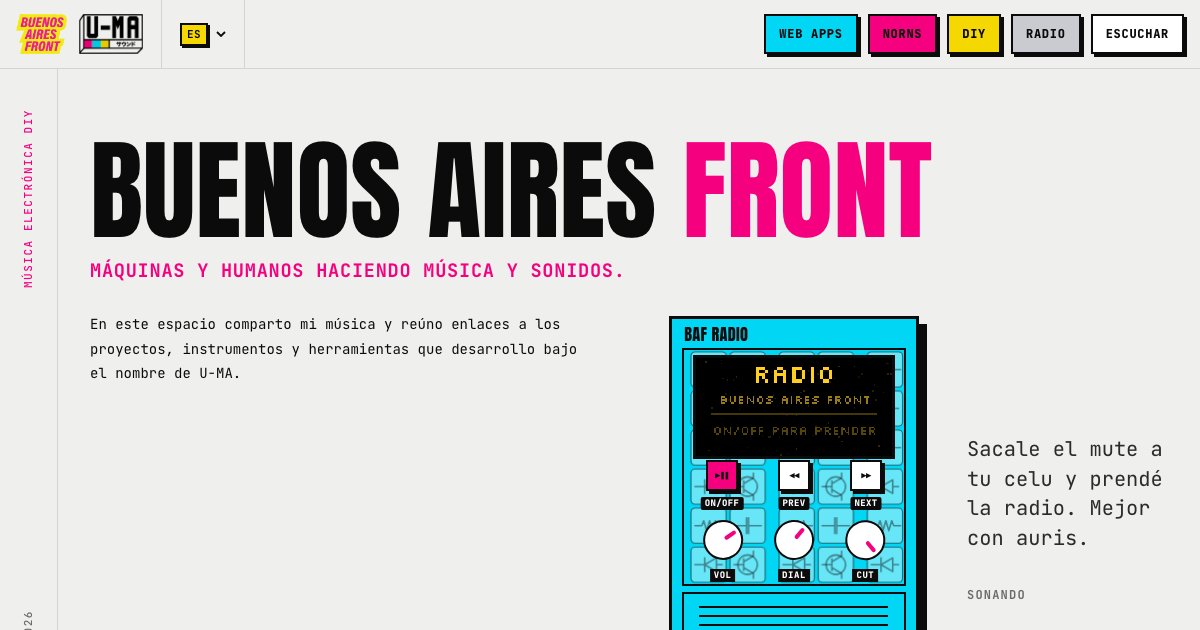 BUENOS
AIRES
FRONT
U-MA
サウンド
ES
WEB APPS
NORNS
DIY
RADIO
ESCUCHAR
MÚSICA ELECTRÓNICA DIY
BUENOS AIRES FRONT
MÁQUINAS Y HUMANOS HACIENDO MÚSICA Y SONIDOS.
En este espacio comparto mi música y reúno enlaces a los
proyectos, instrumentos y herramientas que desarrollo bajo
el nombre de U-MA.
BAF RADIO
RADIO
BUENOS AIRES FRONT
ON/OFF PARA PRENDER
ON/OFF
PREV
NEXT
VOL
DIAL
CUT
Sacale el mute a
tu celu y prendé
la radio. Mejor
con auris.
SONANDO